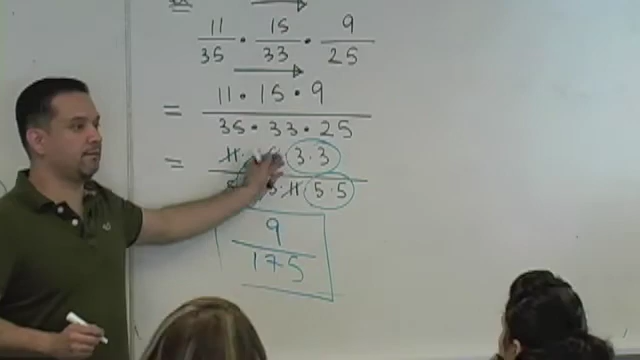 11/35 · 15/33 · 9/25
= 11 · 15 · 9
35 · 33 · 25
= 11 · 3 · 3
11 5 · 5
9
175